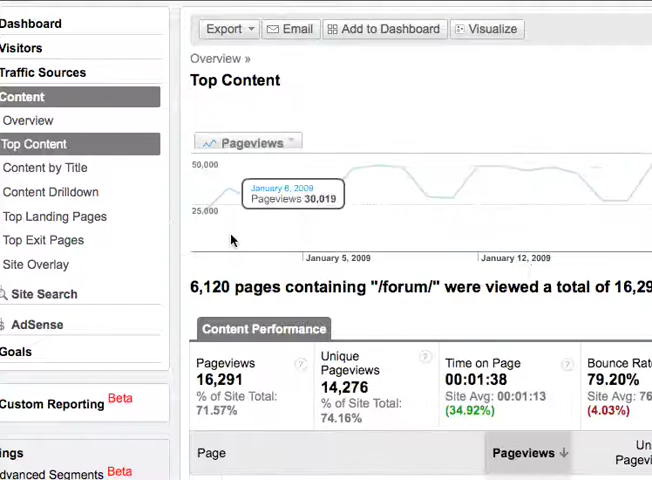 Dashboard
Visitors
Traffic Sources
Content
Overview
Top Content
Content by Title
Content Drilldown
Top Landing Pages
Top Exit Pages
Site Overlay
Site Search
AdSense
Goals
Custom Reporting Beta
ings
dvanced Segments Beta
Export Email Add to Dashboard Visualize
Overview »
Top Content
Pageviews
50,000
January 6, 2009
Pageviews 30,019
25,000
January 5, 2009 January 12, 2009
6,120 pages containing "/forum/" were viewed a total of 16,29
Content Performance
Pageviews ?
16,291
% of Site Total:
71.57%
Unique Pageviews ?
14,276
% of Site Total:
74.16%
Time on Page ?
00:01:38
Site Avg: 00:01:13
(34.92%)
Bounce Rat
79.20%
Site Avg: 76
(4.03%)
Page Pageviews ↓ Un
Pagevi